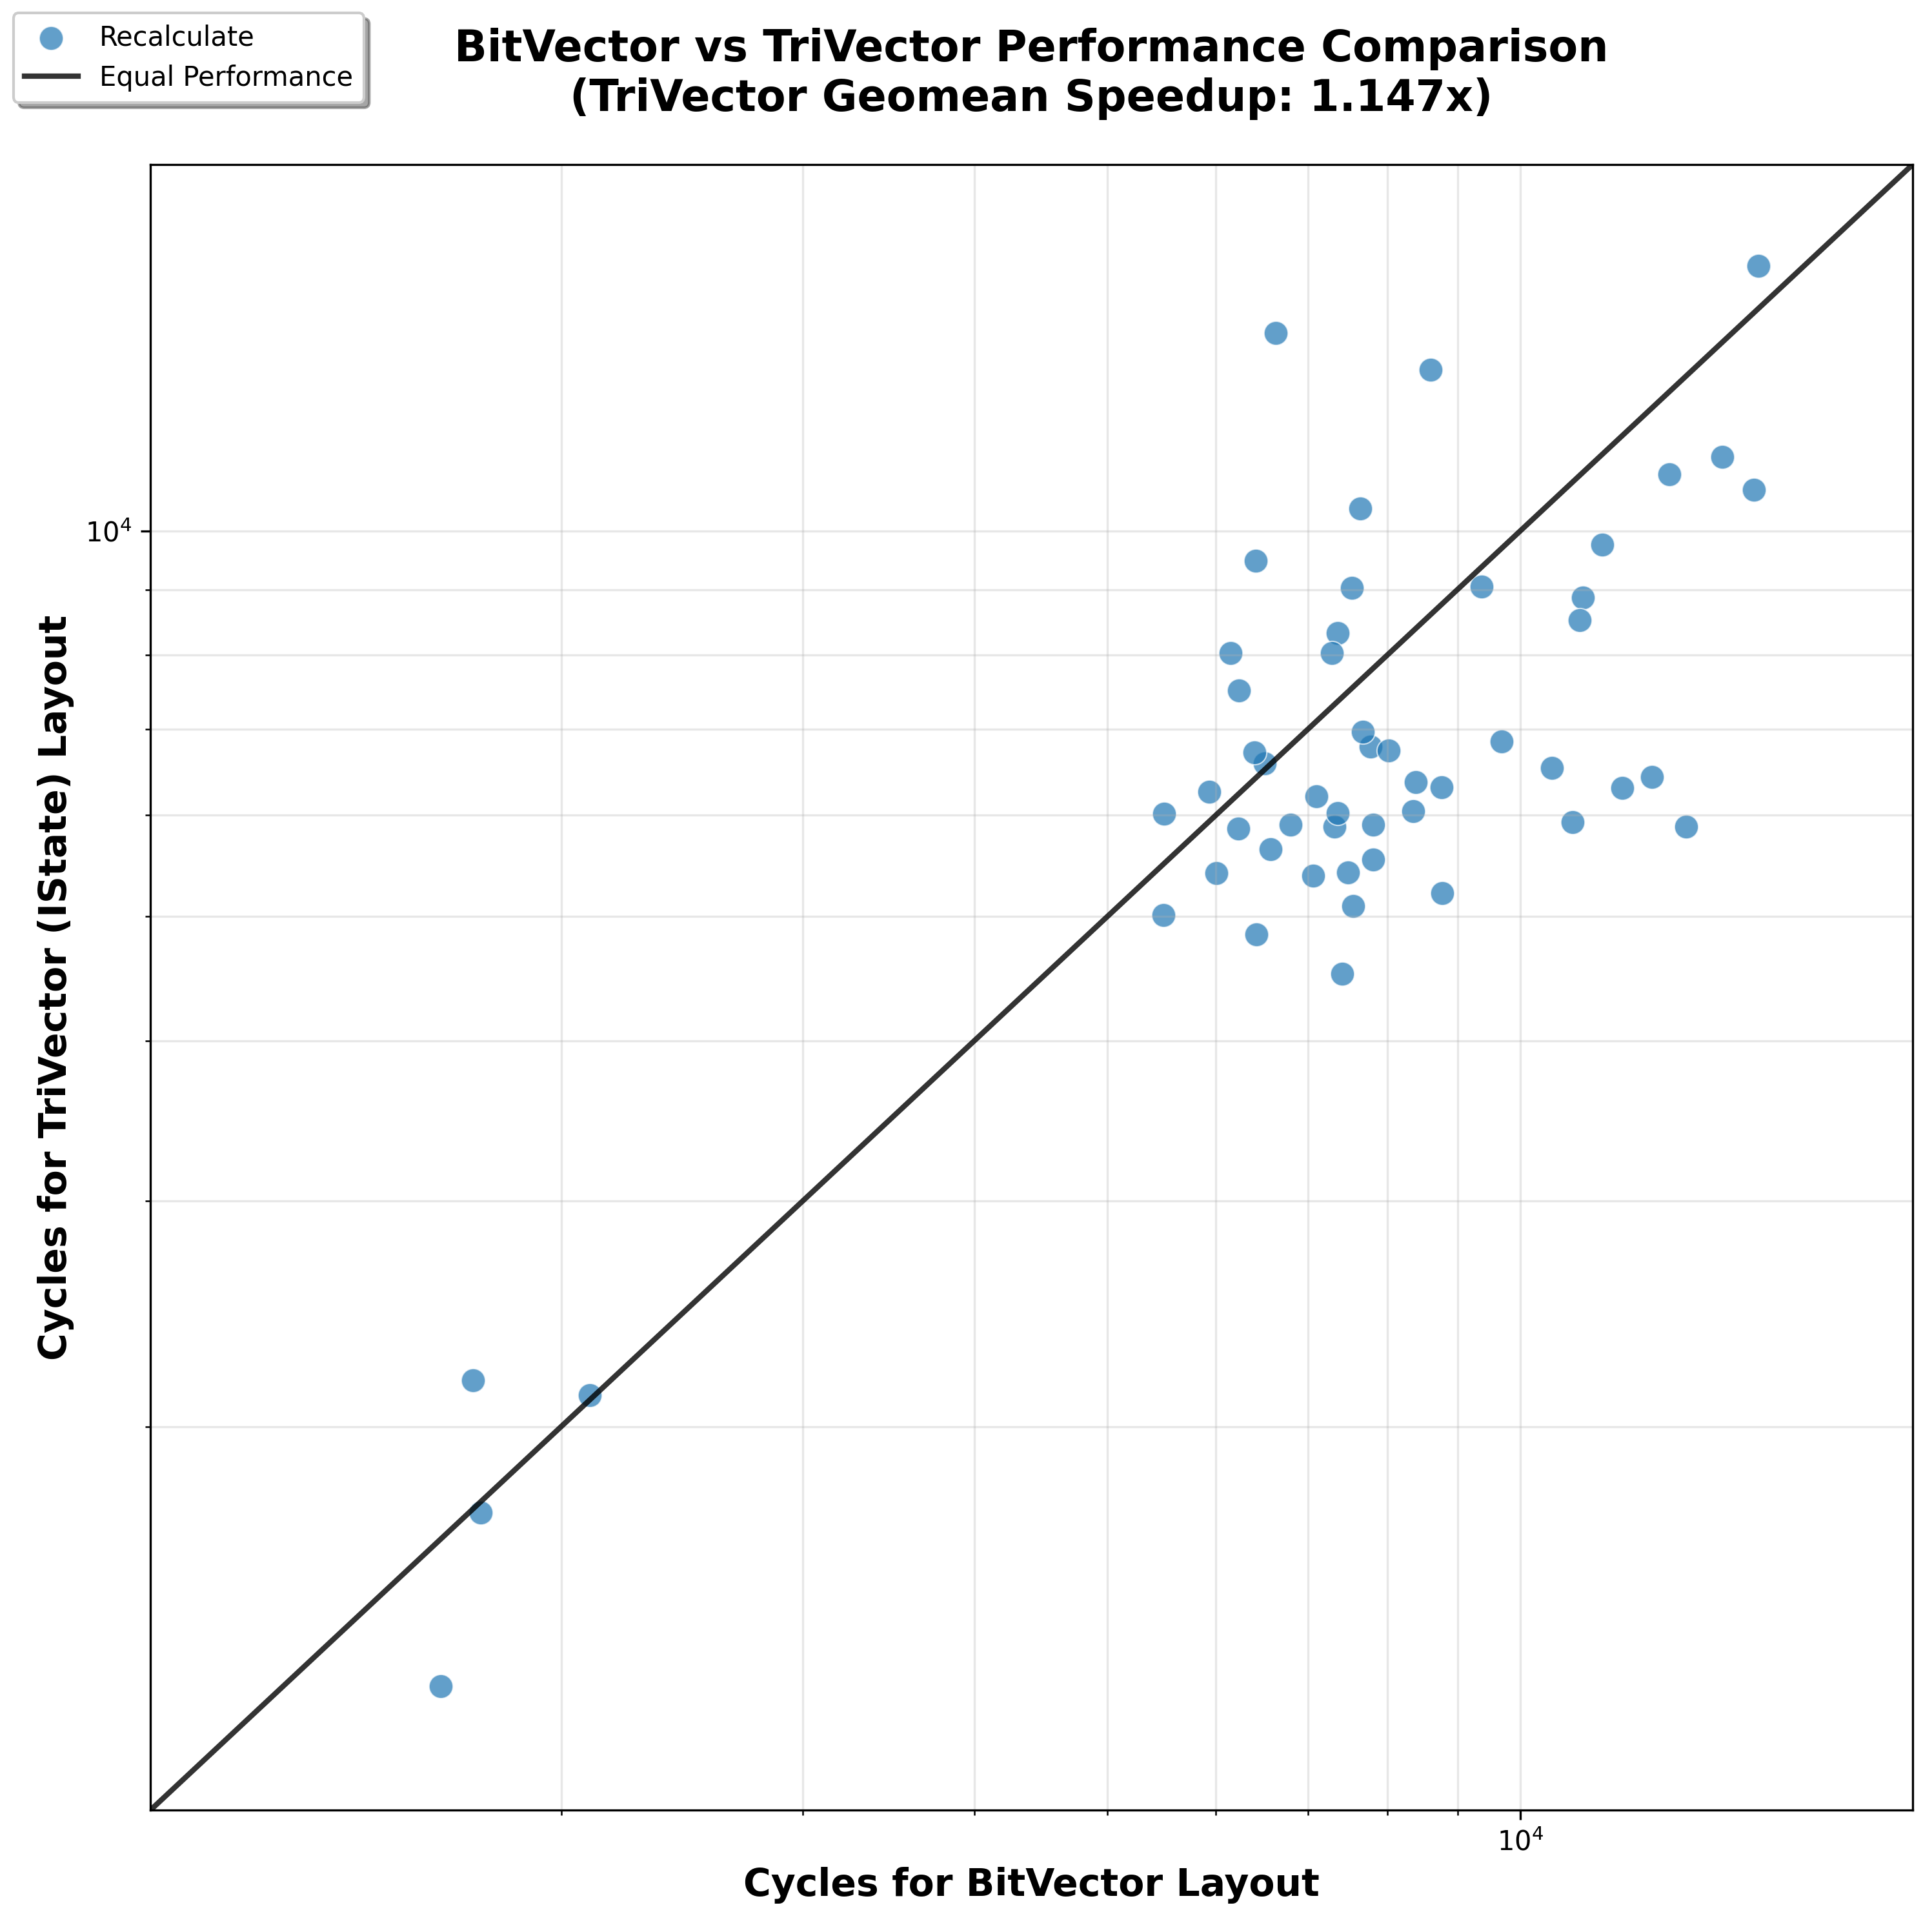 Recalculate
Equal Performance
BitVector vs TriVector Performance Comparison
(TriVector Geomean Speedup: 1.147x)
Cycles for TriVector (IState) Layout
10⁴
10⁴
Cycles for BitVector Layout